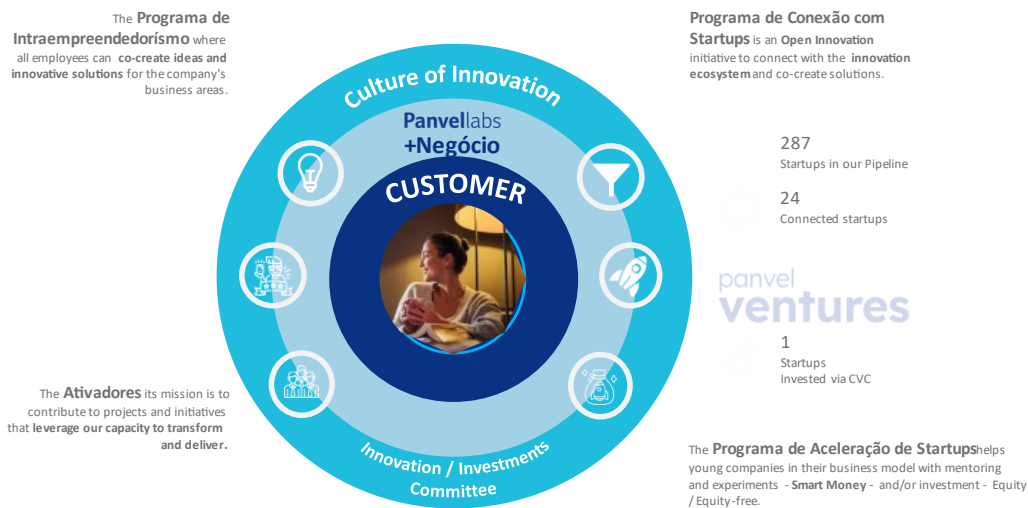 The Programa de
Intraempreendedorísmo where
all employees can co-create ideas and
innovative solutions for the company's
business areas.
Programa de Conexão com
Startups is an Open Innovation
initiative to connect with the innovation
ecosystem and co-create solutions.
Culture of Innovation
Panvellabs
+Negócio
CUSTOMER
287
Startups in our Pipeline
24
Connected startups
panvel
ventures
1
Startups
Invested via CVC
The Ativadores its mission is to
contribute to projects and initiatives
that leverage our capacity to transform
and deliver.
Innovation / Investments
Committee
The Programa de Aceleração de Startupshelps
young companies in their business model with mentoring
and experiments - Smart Money - and/or investment - Equity
/ Equity-free.